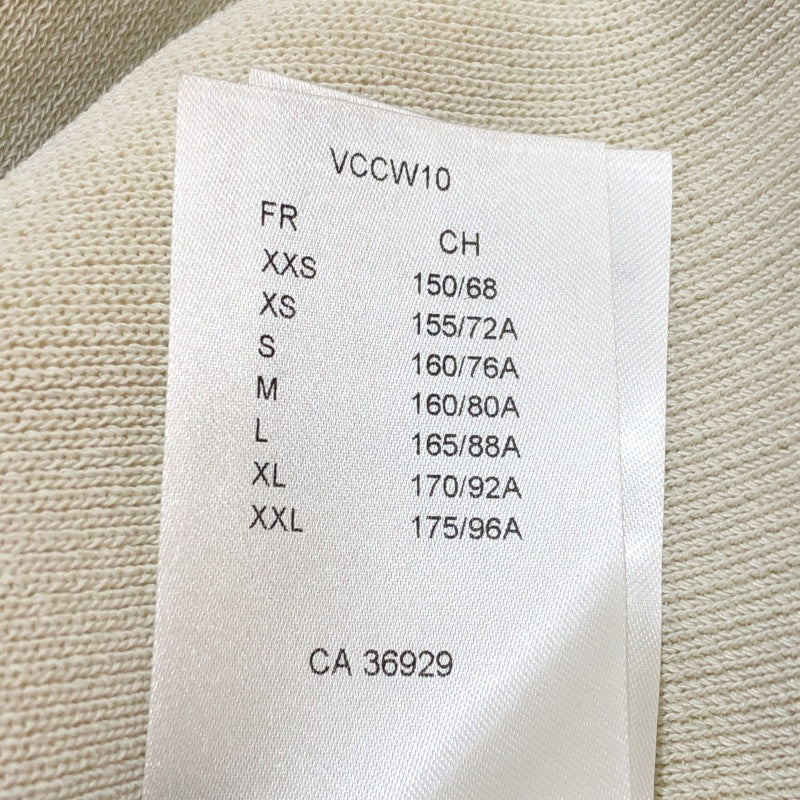 VCCW10
FR CH
XXS 150/68
XS 155/72A
S 160/76A
M 160/80A
L 165/88A
XL 170/92A
XXL 175/96A
CA 36929